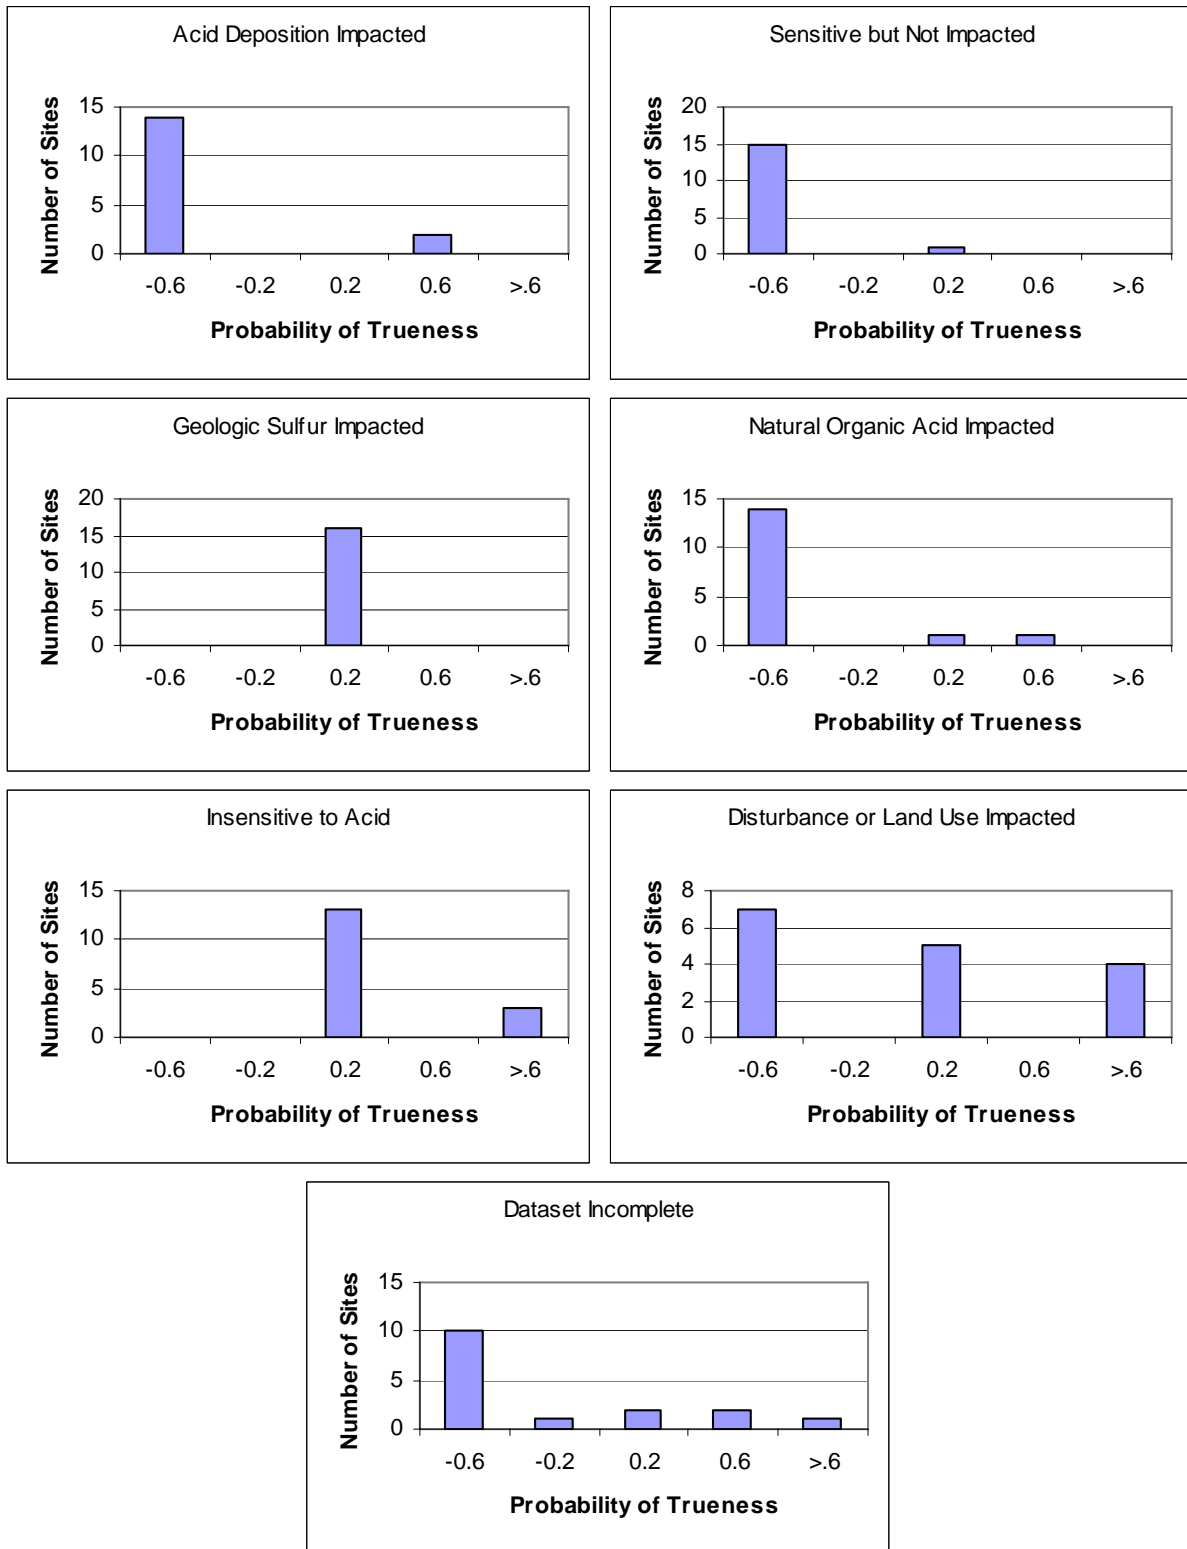 Acid Deposition Impacted
Number of Sites
15
10
5
0
-0.6 -0.2 0.2 0.6 >.6
Probability of Trueness
Sensitive but Not Impacted
Number of Sites
20
15
10
5
0
-0.6 -0.2 0.2 0.6 >.6
Probability of Trueness
Geologic Sulfur Impacted
Number of Sites
20
15
10
5
0
-0.6 -0.2 0.2 0.6 >.6
Probability of Trueness
Natural Organic Acid Impacted
Number of Sites
15
10
5
0
-0.6 -0.2 0.2 0.6 >.6
Probability of Trueness
Insensitive to Acid
Number of Sites
15
10
5
0
-0.6 -0.2 0.2 0.6 >.6
Probability of Trueness
Disturbance or Land Use Impacted
Number of Sites
8
6
4
2
0
-0.6 -0.2 0.2 0.6 >.6
Probability of Trueness
Dataset Incomplete
Number of Sites
15
10
5
0
-0.6 -0.2 0.2 0.6 >.6
Probability of Trueness